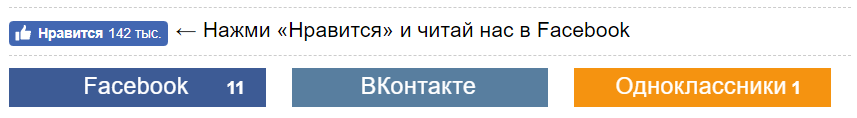 Нравится 142 тыс. ← Нажми «Нравится» и читай нас в Facebook
Facebook 11 ВКонтакте Одноклассники 1